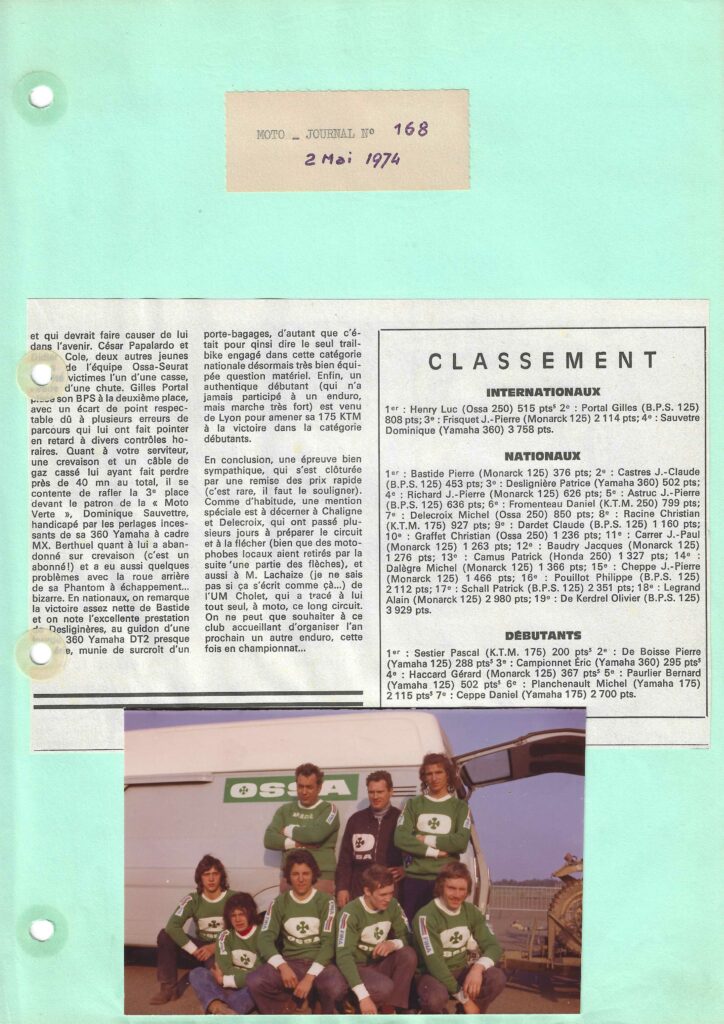 MOTO _ JOURNAL No 168
2 Mai 1974
et qui devrait faire causer de lui
dans l'avenir. César Papalardo et
Cole, deux autres jeunes
de l'équipe Ossa-Seurat
victimes l'un d'une casse,
d'une chute. Gilles Portal
place son BPS à la deuxième place,
avec un écart de point respec-
table dû à plusieurs erreurs de
parcours qui lui ont fait pointer
en retard à divers contrôles ho-
raires. Quant à votre serviteur,
une crevaison et un câble de
gaz cassé lui ayant fait perdre
près de 40 mn au total, il se
contente de rafler la 3e place
devant le patron de la « Moto
Verte », Dominique Sauvettre,
handicapé par les perlages inces-
sants de sa 360 Yamaha à cadre
MX. Berthuel quant à lui a aban-
donné sur crevaison (c'est un
abonné!) et a eu aussi quelques
problèmes avec la roue arrière
de sa Phantom à échappement...
bizarre. En nationaux, on remarque
la victoire assez nette de Bastide
et on note l'excellente prestation
de Desliginères, au guidon d'une
360 Yamaha DT2 presque
munie de surcroît d'un
porte-bagages, d'autant que c'é-
tait pour qinsi dire le seul trail-
bike engagé dans cette catégorie
nationale désormais très bien équi-
pée question matériel. Enfin, un
authentique débutant (qui n'a
jamais participé à un enduro,
mais marche très fort) est venu
de Lyon pour amener sa 175 KTM
à la victoire dans la catégorie
débutants.
En conclusion, une épreuve bien
sympathique, qui s'est clôturée
par une remise des prix rapide
(c'est rare, il faut le souligner).
Comme d'habitude, une mention
spéciale est à décerner à Chaligne
et Delecroix, qui ont passé plu-
sieurs jours à préparer le circuit
et à la flécher (bien que des moto-
phobes locaux aient retirés par la
suite 'une partie des flèches), et
aussi à M. Lachaize (je ne sais
pas si ça s'écrit comme çà...) de
l'UM Cholet, qui a tracé à lui
tout seul, à moto, ce long circuit.
On ne peut que souhaiter à ce
club accueillant d'organiser l'an
prochain un autre enduro, cette
fois en championnat...
CLASSEMENT
INTERNATIONAUX
1er : Henry Luc (Ossa 250) 515 pts 2e : Portal Gilles (B.P.S. 125)
808 pts; 3e : Frisquet J.-Pierre (Monarck 125) 2 114 pts; 4e : Sauvetre
Dominique (Yamaha 360) 3 758 pts.
NATIONAUX
1er : Bastide Pierre (Monarck 125) 376 pts; 2e : Castres J.-Claude
(B.P.S. 125) 453 pts; 3e : Deslignière Patrice (Yamaha 360) 502 pts;
4e : Richard J.-Pierre (Monarck 125) 626 pts; 5e : Astruc J.-Pierre
(B.P.S. 125) 636 pts; 6e : Fromenteau Daniel (K.T.M. 250) 799 pts;
7e : Delecroix Michel (Ossa 250) 850 pts; 8e : Racine Christian
(K.T.M. 175) 927 pts; 9e : Dardet Claude (B.P.S. 125) 1 160 pts;
10e : Graffet Christian (Ossa 250) 1 236 pts; 11e : Carrer J.-Paul
(Monarck 125) 1 263 pts; 12e : Baudry Jacques (Monarck 125)
1 276 pts; 13e : Camus Patrick (Honda 250) 1 327 pts; 14e :
Dalègre Michel (Monarck 125) 1 366 pts; 15e : Cheppe J.-Pierre
(Monarck 125) 1 466 pts; 16e : Pouillot Philippe (B.P.S. 125)
2 112 pts; 17e : Schall Patrick (B.P.S. 125) 2 351 pts; 18e : Legrand
Alain (Monarck 125) 2 980 pts; 19e : De Kerdrel Olivier (B.P.S. 125)
3 929 pts.
DÉBUTANTS
1er : Sestier Pascal (K.T.M. 175) 200 pts 2e : De Boisse Pierre
(Yamaha 125) 288 pts 3e : Campionnet Éric (Yamaha 360) 295 pts
4e : Haccard Gérard (Monarck 125) 367 pts 5e : Paurlier Bernard
(Yamaha 125) 502 pts 6e : Planchenault Michel (Yamaha 175)
2 115 pts 7e : Ceppe Daniel (Yamaha 175) 2 700 pts.
OSSA